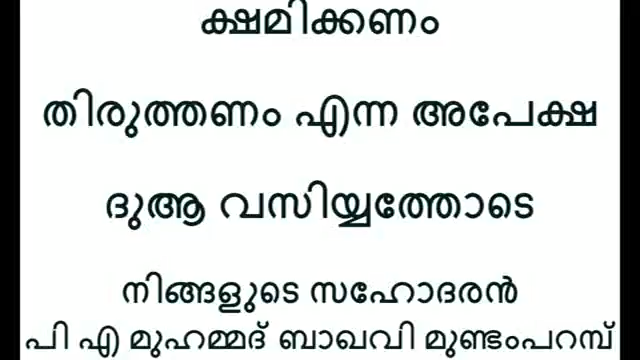 ക്ഷമിക്കണം
തിരുത്തണം എന്ന അപേക്ഷ
ദുആ വസിയ്യത്തോടെ
നിങ്ങളുടെ സഹോദരൻ
പി എ മുഹമ്മദ് ബാഖവി മുണ്ടംപറമ്പ്